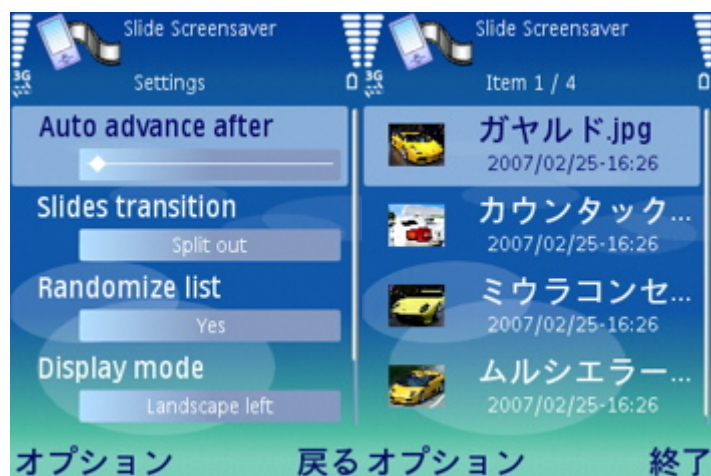 Slide Screensaver
3G
Settings
Auto advance after
Slides transition
Split out
Randomize list
Yes
Display mode
Landscape left
オプション
戻る
Slide Screensaver
3G
Item 1 / 4
ガヤルド.jpg
2007/02/25-16:26
カウンタック...
2007/02/25-16:26
ミウラコンセ...
2007/02/25-16:26
ムルシエラー...
2007/02/25-16:26
オプション
終了